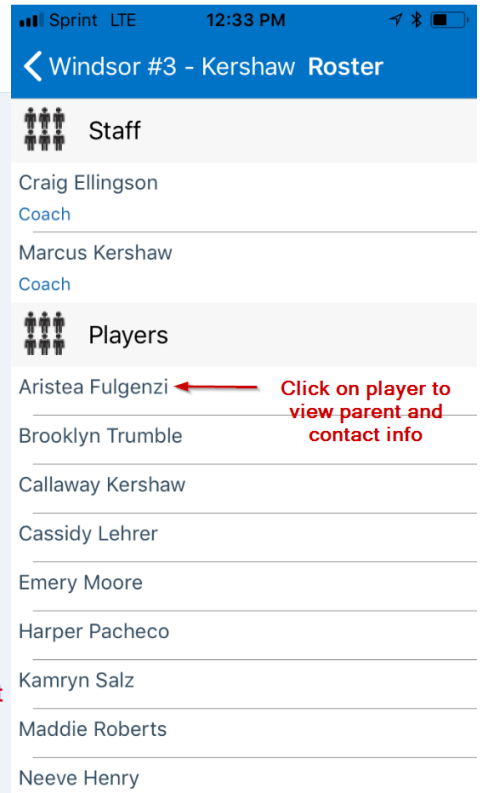 Sprint LTE 12:33 PM
Windsor #3 - Kershaw Roster
Staff
Craig Ellingson
Coach
Marcus Kershaw
Coach
Players
Aristea Fulgenzi
Click on player to
view parent and
contact info
Brooklyn Trumble
Callaway Kershaw
Cassidy Lehrer
Emery Moore
Harper Pacheco
Kamryn Salz
Maddie Roberts
Neeve Henry